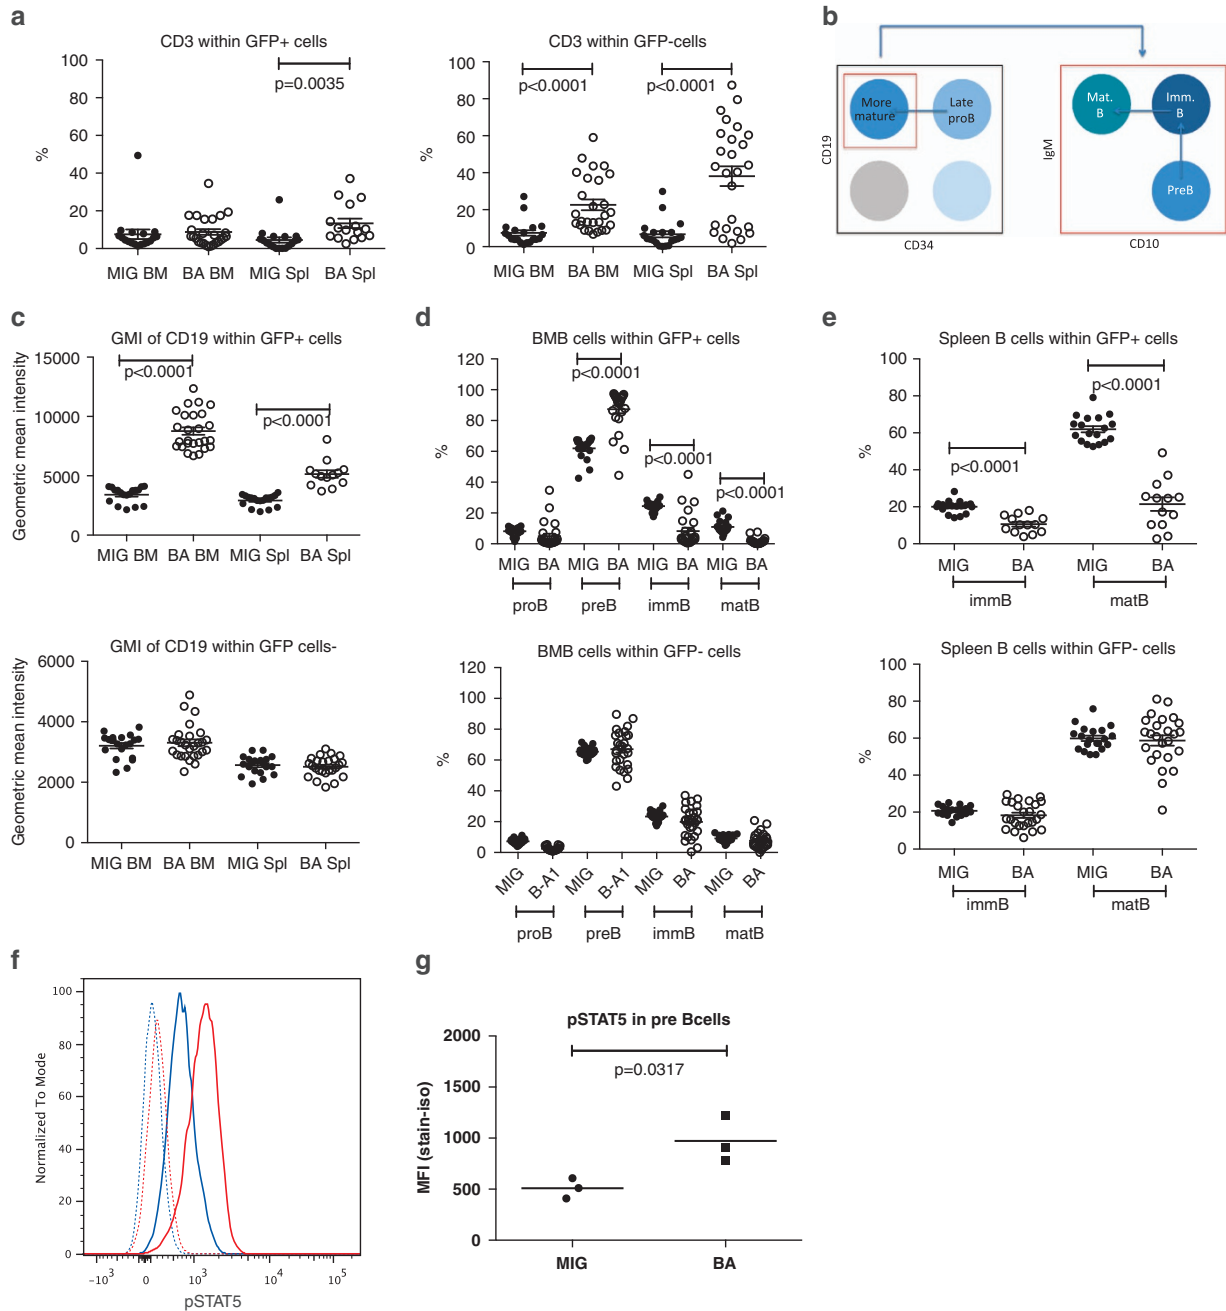 a
CD3 within GFP+ cells
100
80
60
40
20
0
%
p=0.0035
MIG BM
BA BM
MIG Spl
BA Spl
CD3 within GFP-cells
100
80
60
40
20
0
%
p<0.0001
p<0.0001
MIG BM
BA BM
MIG Spl
BA Spl
b
CD19
More mature
Late proB
CD34
IgM
Mat. B
Imm. B
PreB
CD10
c
GMI of CD19 within GFP+ cells
Geometric mean intensity
15000
10000
5000
0
p<0.0001
p<0.0001
MIG BM
BA BM
MIG Spl
BA Spl
GMI of CD19 within GFP cells-
Geometric mean intensity
6000
4000
2000
0
MIG BM
BA BM
MIG Spl
BA Spl
d
BMB cells within GFP+ cells
%
120
100
80
60
40
20
0
p<0.0001
p<0.0001
p<0.0001
MIG BA MIG BA MIG BA MIG BA
proB preB immB matB
BMB cells within GFP- cells
%
120
100
80
60
40
20
0
MIG B-A1 MIG B-A1 MIG BA MIG BA
proB preB immB matB
e
Spleen B cells within GFP+ cells
%
100
80
60
40
20
0
p<0.0001
p<0.0001
MIG BA MIG BA
immB matB
Spleen B cells within GFP- cells
%
100
80
60
40
20
0
MIG BA MIG BA
immB matB
f
Normalized To Mode
100
80
60
40
20
0
-10³ 0 10³ 10⁴ 10⁵
pSTAT5
g
pSTAT5 in pre Bcells
MFI (stain-iso)
2000
1500
1000
500
0
p=0.0317
MIG BA